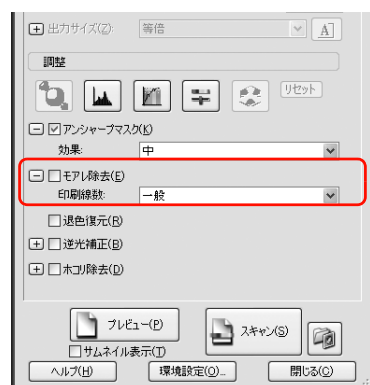 出力サイズ(Z): 等倍 A
調整
リセット
アンシャープマスク(K)
効果: 中
モアレ除去(E)
印刷線数: 一般
退色復元(R)
逆光補正(B)
ホコリ除去(D)
プレビュー(P) スキャン(S)
サムネイル表示(T)
ヘルプ(H) 環境設定(O)... 閉じる(C)